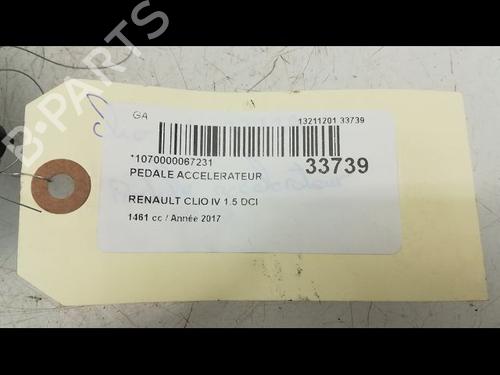 GA
13211201 33739
*1070000067231
33739
PEDALE ACCELERATEUR
RENAULT CLIO IV 1.5 DCI
1461 cc / Année 2017
B-PARTS